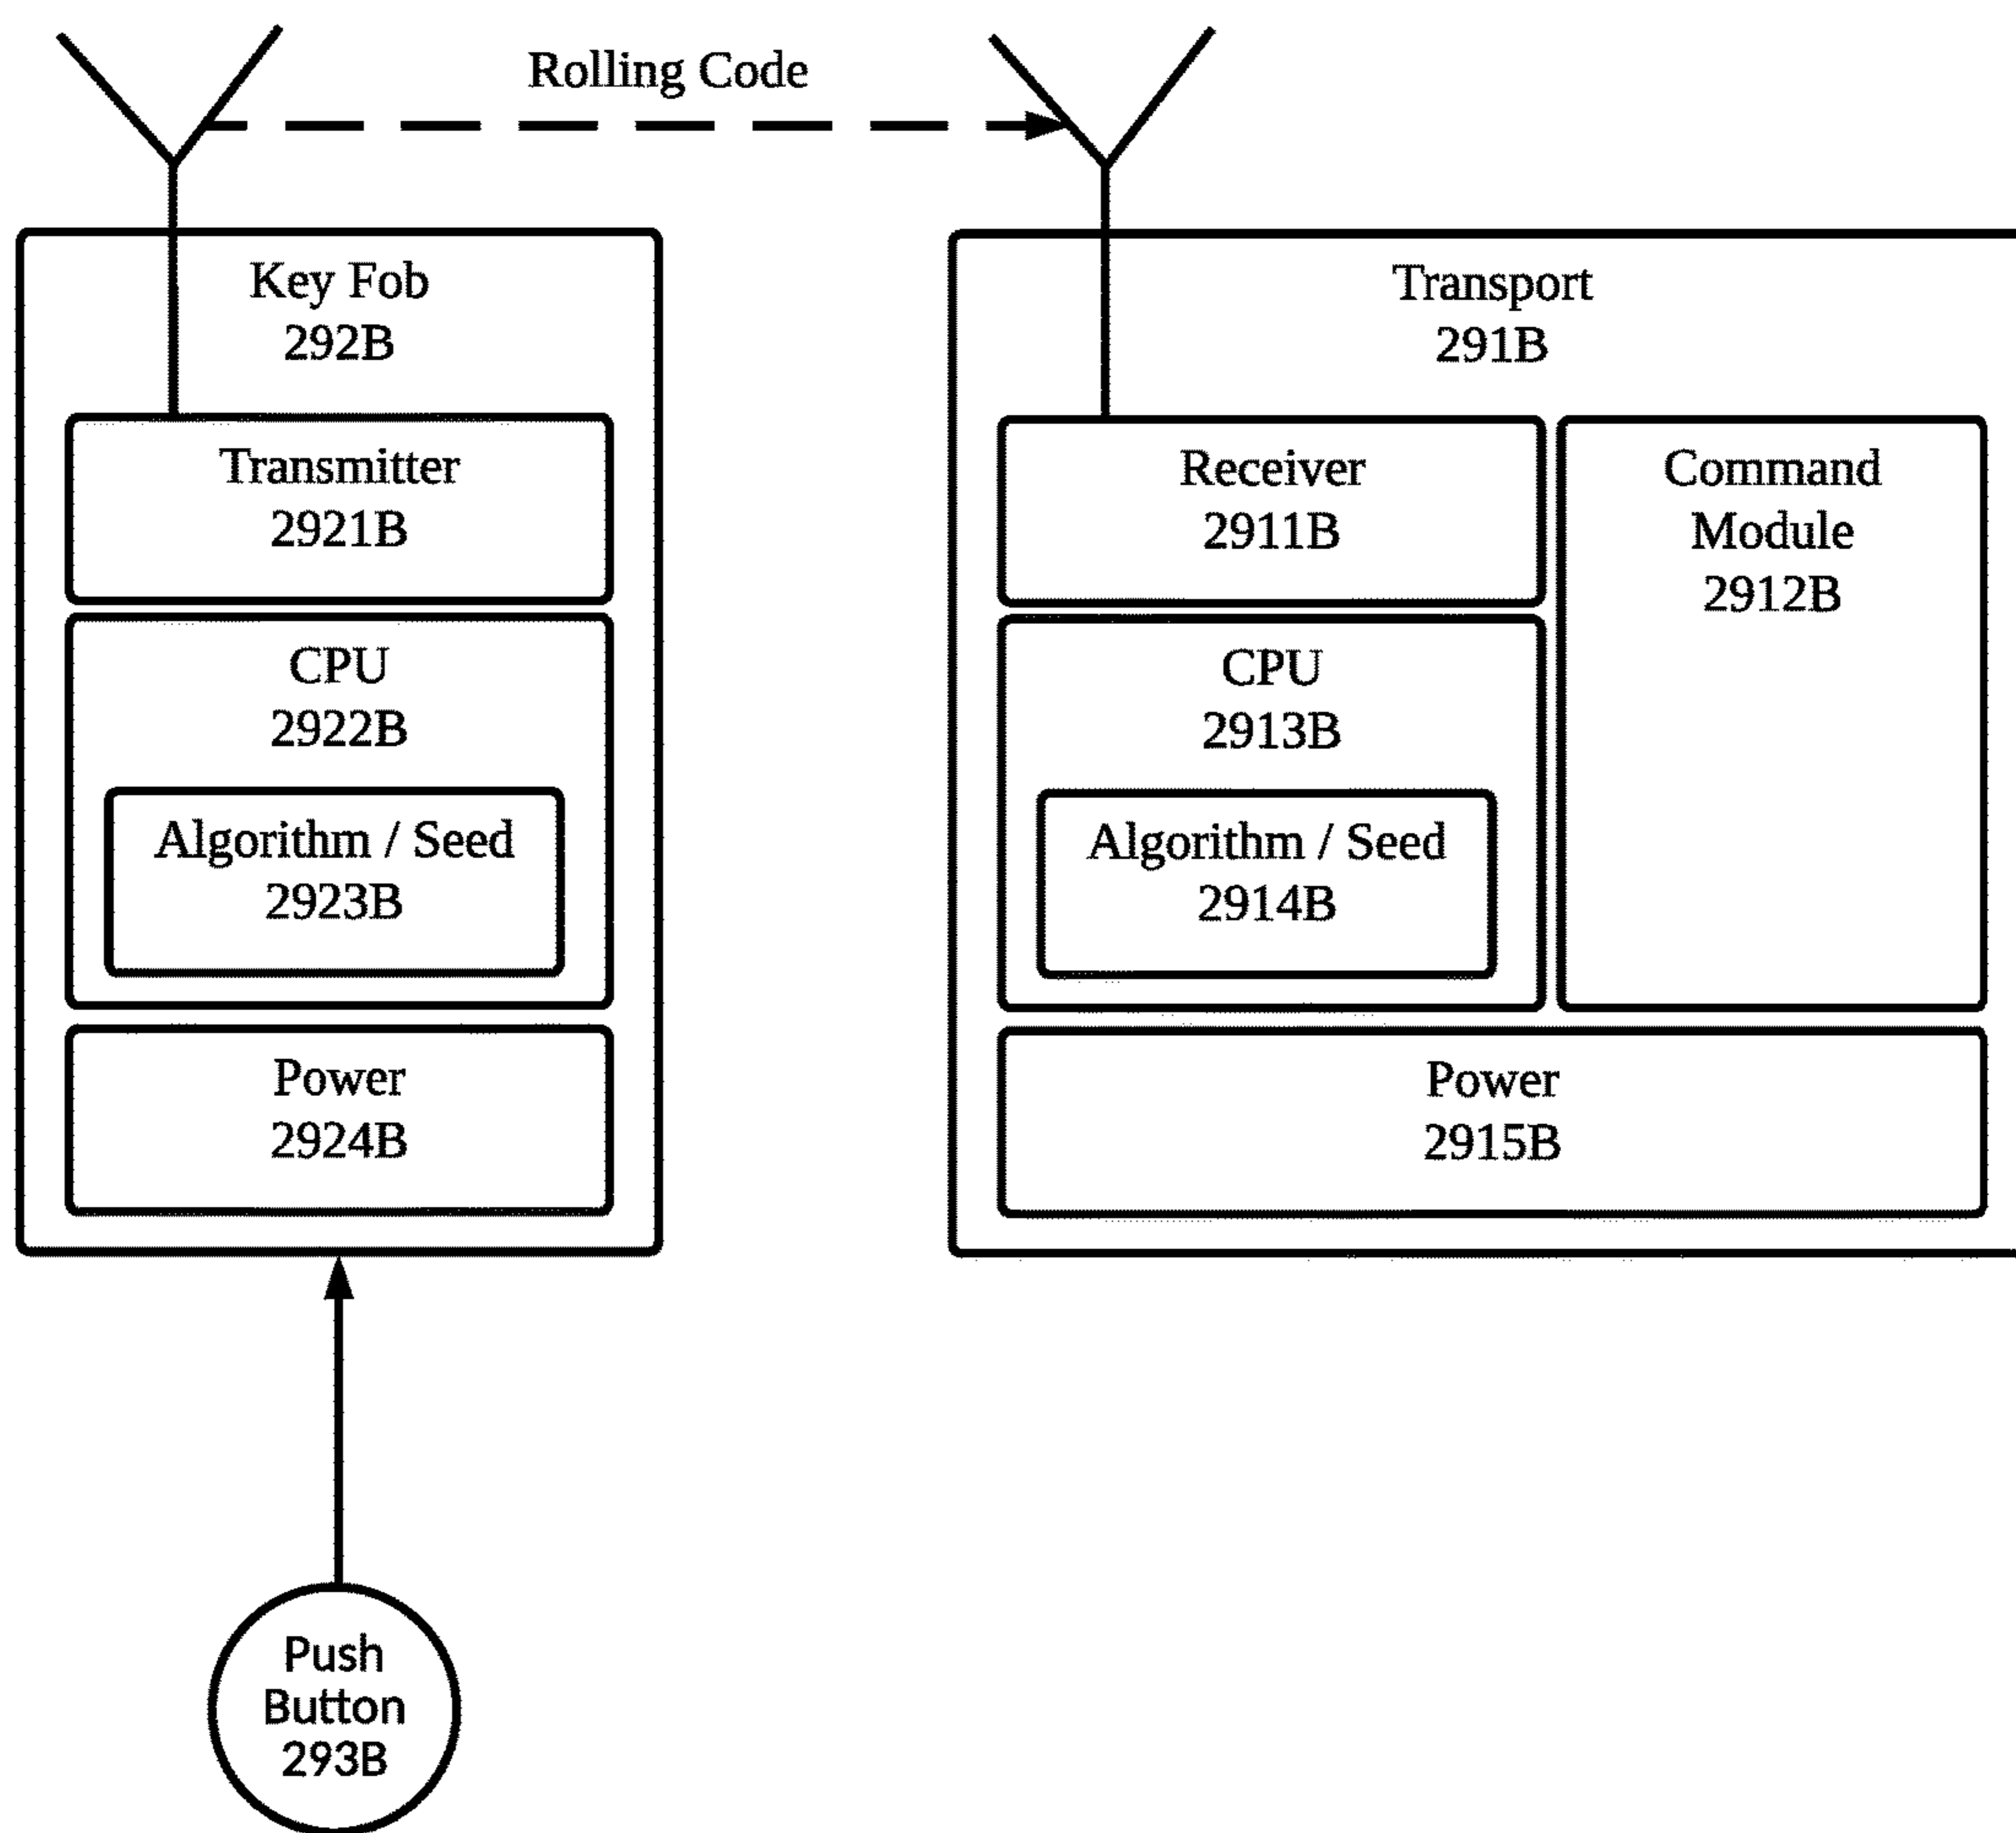 Rolling Code
Key Fob
292B
Transmitter
2921B
CPU
2922B
Algorithm / Seed
2923B
Power
2924B
Transport
291B
Receiver
2911B
Command
Module
2912B
CPU
2913B
Algorithm / Seed
2914B
Power
2915B
Push
Button
293B